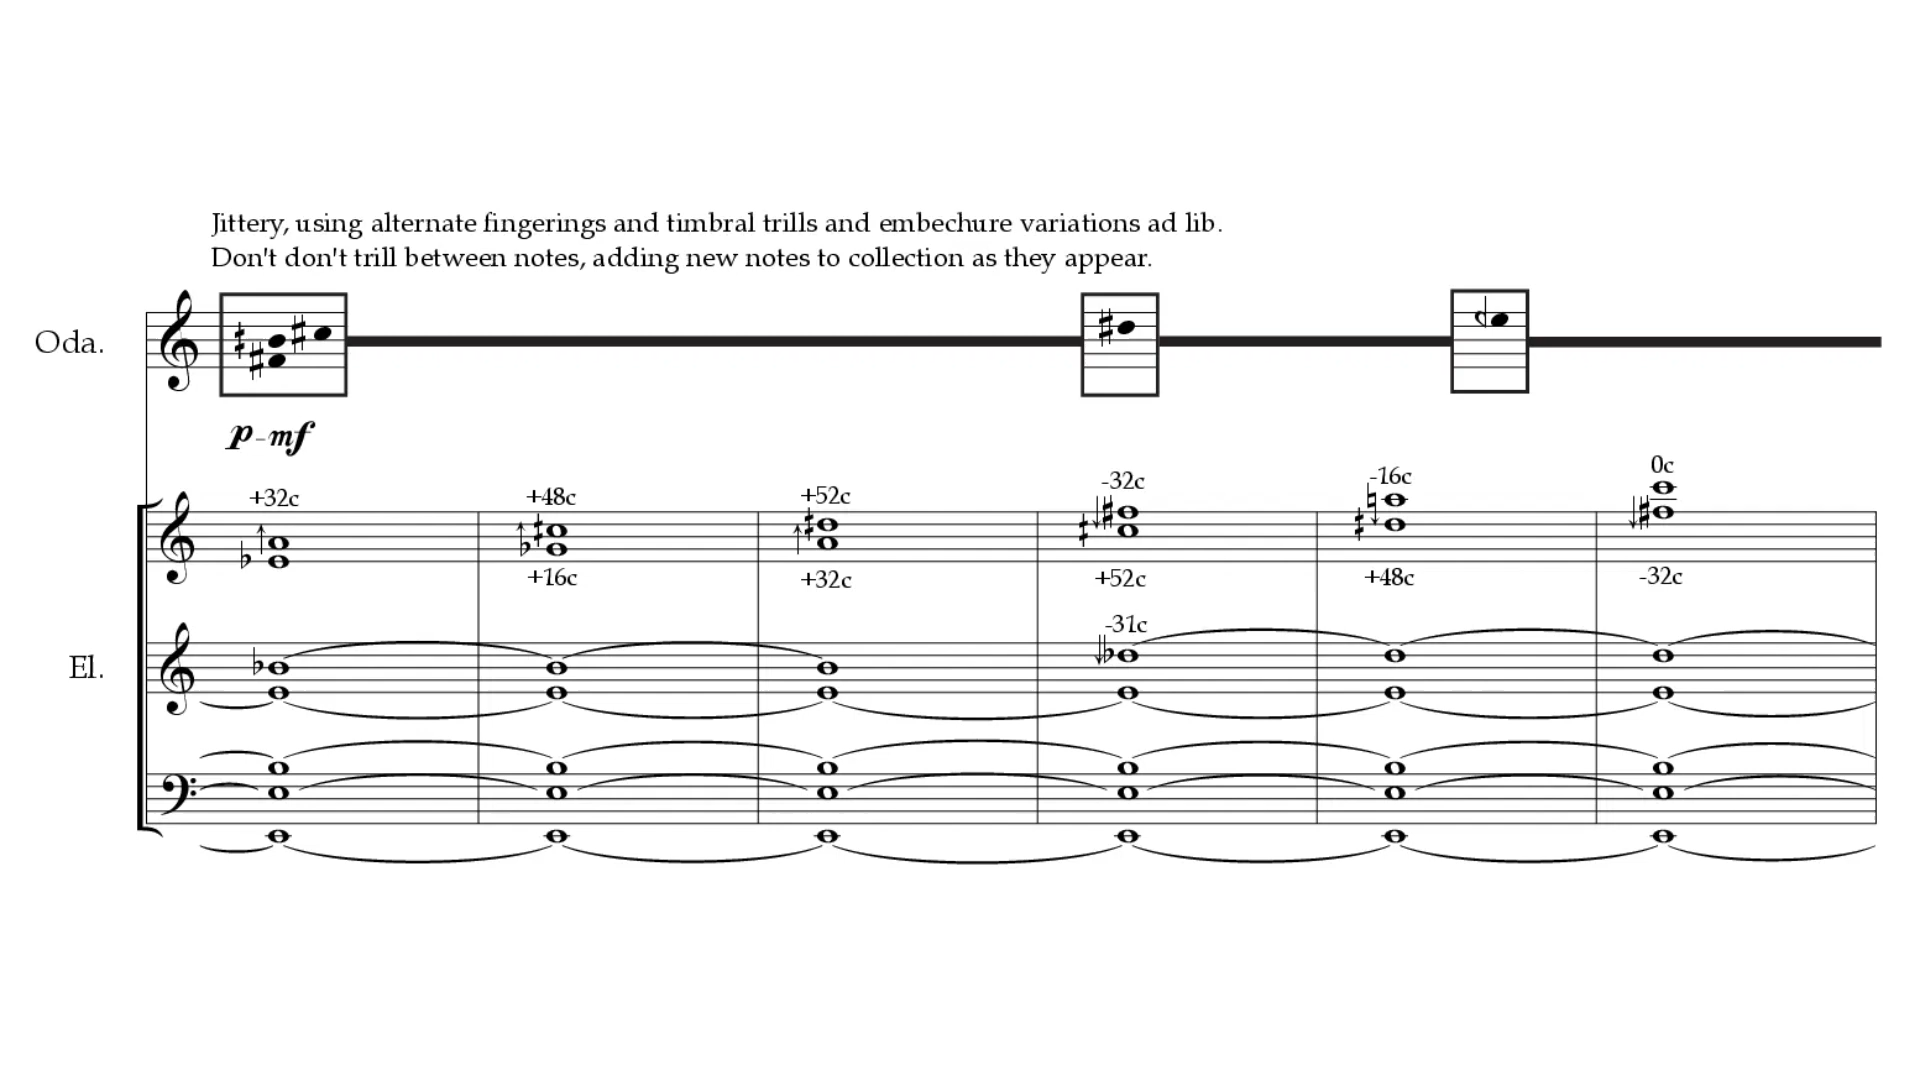 Jittery, using alternate fingerings and timbral trills and embechure variations ad lib.
Don't don't trill between notes, adding new notes to collection as they appear.
Oda.
p-mf
+32c +48c +52c -32c -16c 0c
+16c +32c +52c +48c -32c
-31c
El.